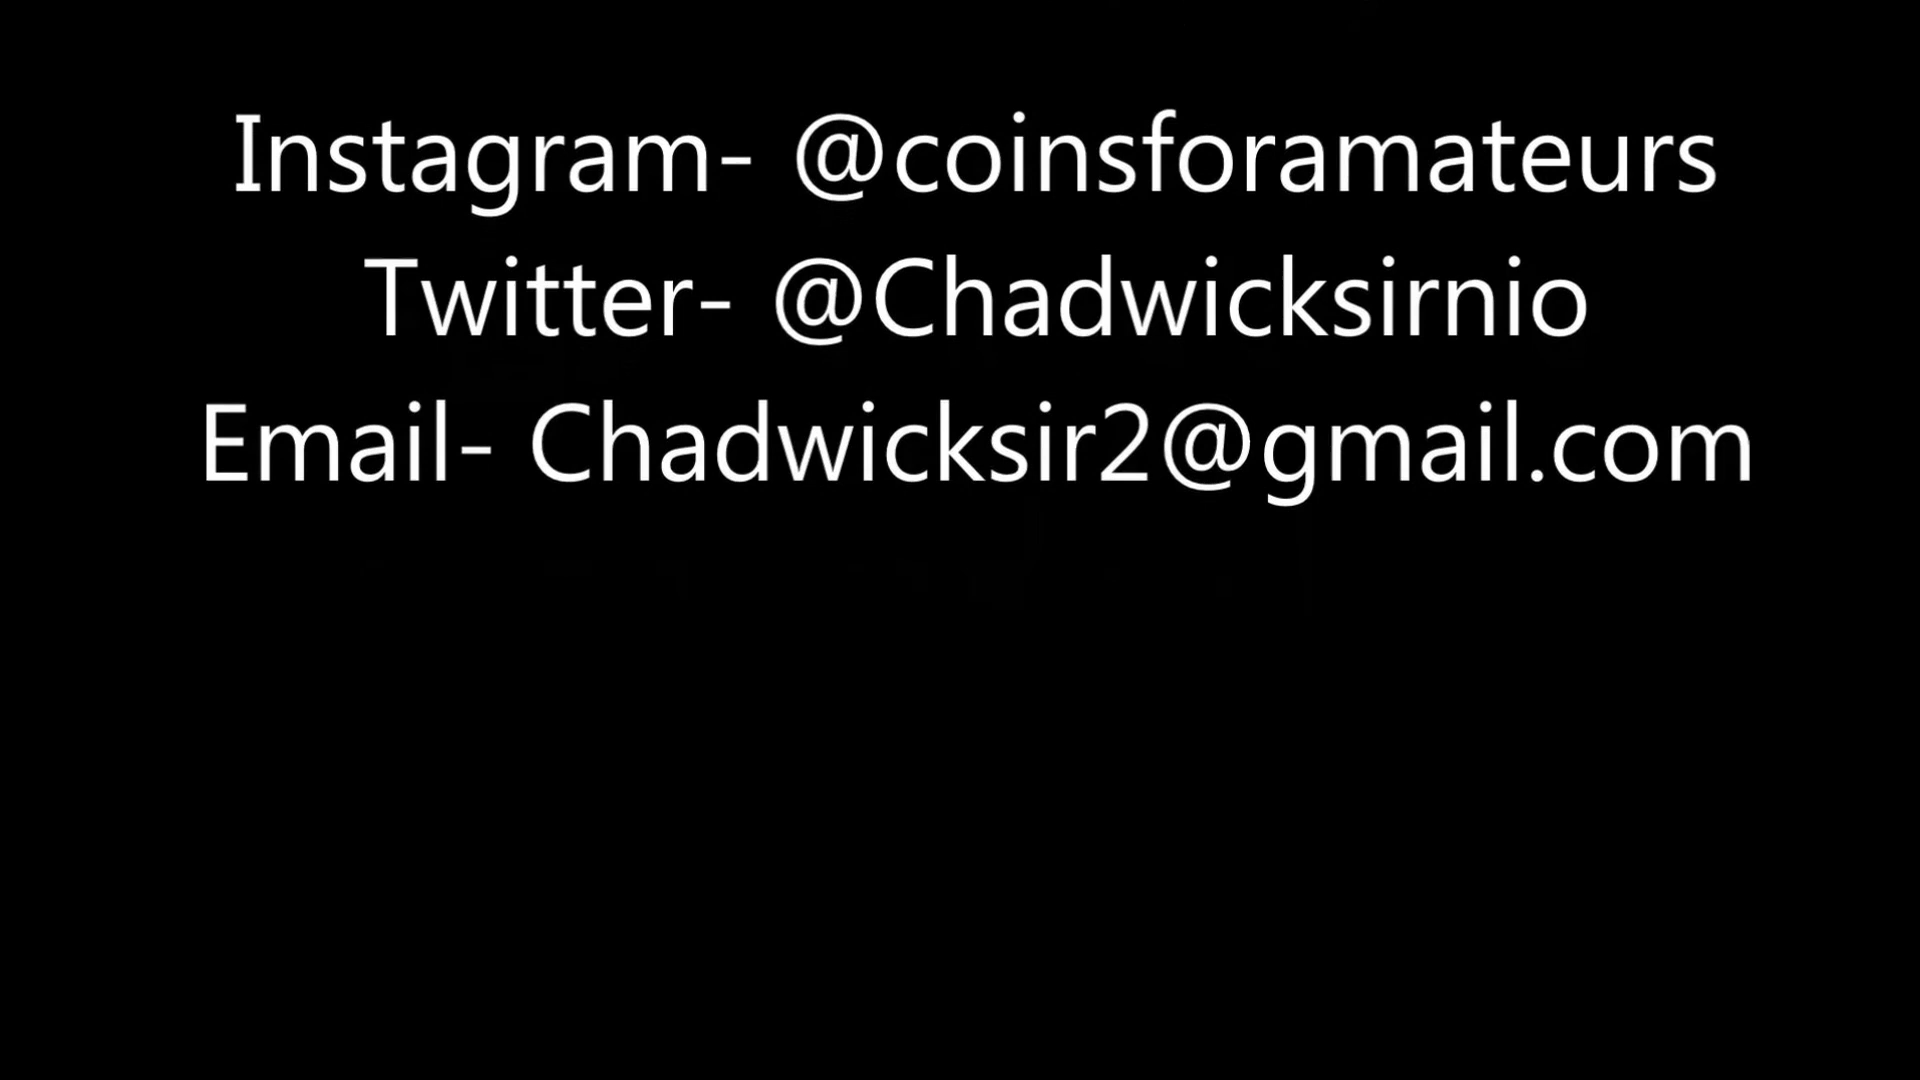 Instagram- @coinsforamateurs
Twitter- @Chadwicksirnio
Email- Chadwicksir2@gmail.com